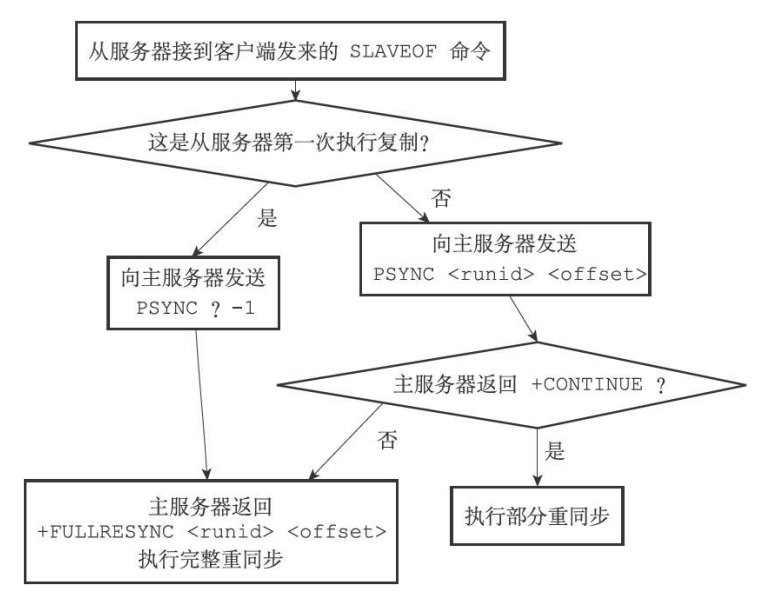 从服务器接到客户端发来的 SLAVEOF 命令
这是从服务器第一次执行复制?
是
否
向主服务器发送
PSYNC ? -1
向主服务器发送
PSYNC <runid> <offset>
主服务器返回 +CONTINUE ?
否
是
主服务器返回
+FULLRESYNC <runid> <offset>
执行完整重同步
执行部分重同步